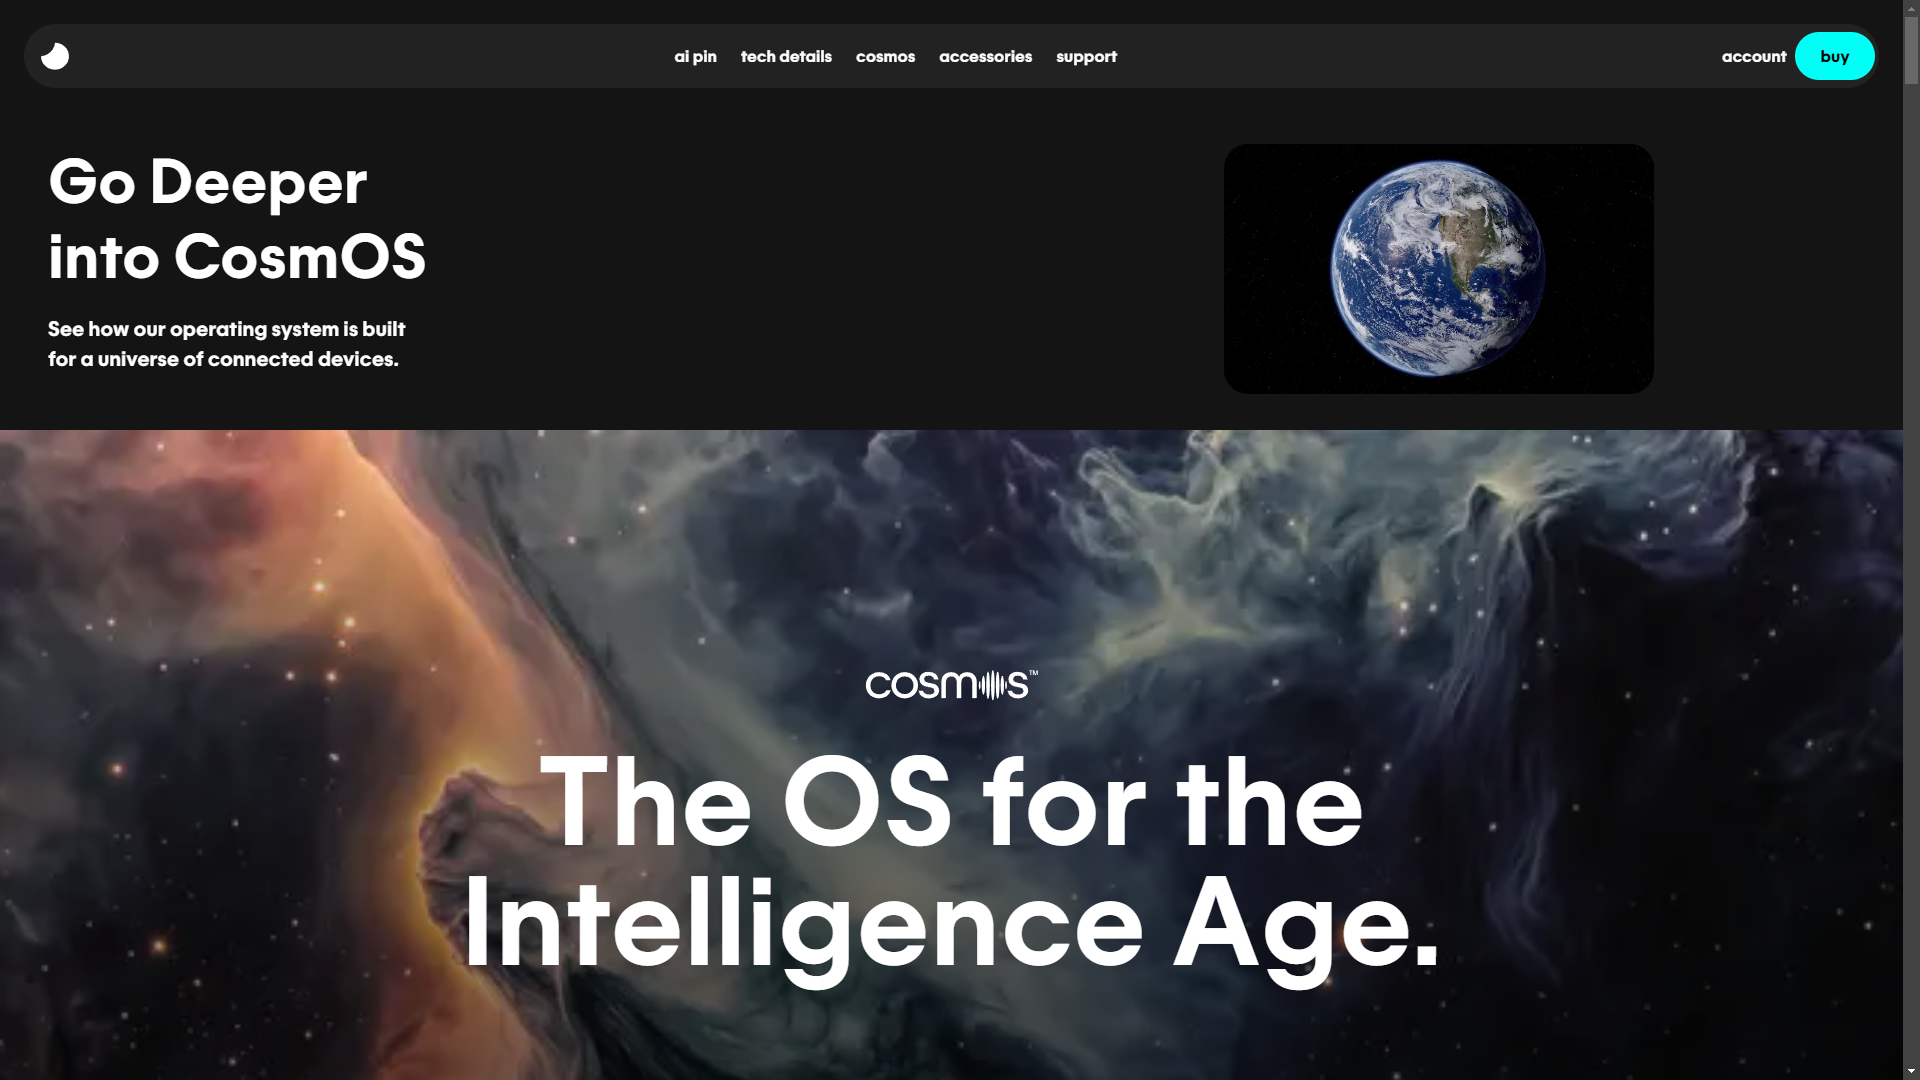 ai pin tech details cosmos accessories support account buy
Go Deeper
into CosmOS
See how our operating system is built
for a universe of connected devices.
cosmos™
The OS for the
Intelligence Age.